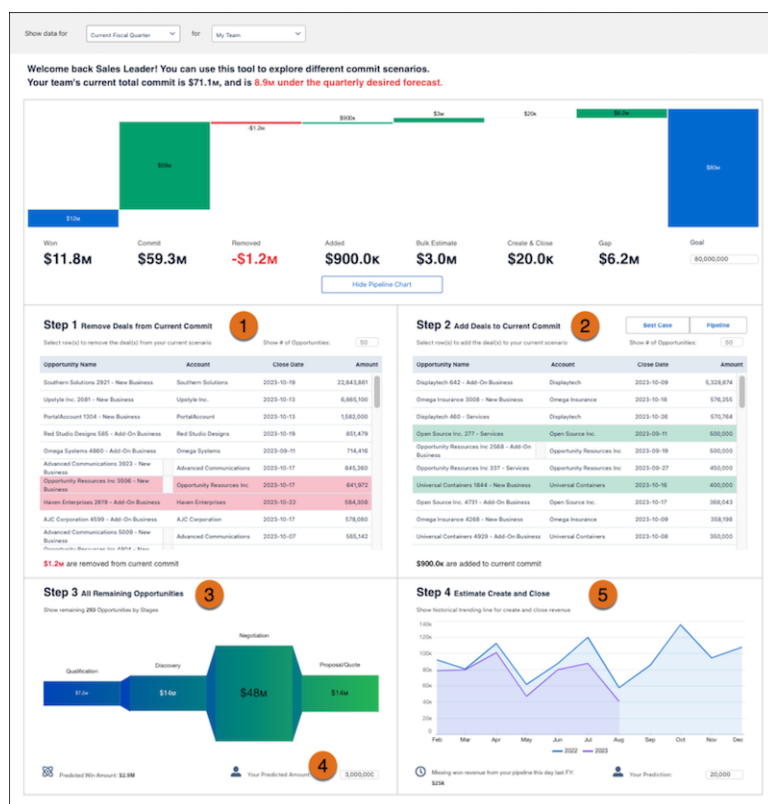 Show data for Current Fiscal Quarter for My Team
Welcome back Sales Leader! You can use this tool to explore different commit scenarios.
Your team's current total commit is $71.1M, and is 8.9M under the quarterly desired forecast.
$12M $59M -$1.2M $900K $3M $20K $6.2M $80M
Won Commit Removed Added Bulk Estimate Create & Close Gap Goal
$11.8M $59.3M -$1.2M $900.0K $3.0M $20.0K $6.2M 80,000,000
Hide Pipeline Chart
Step 1 Remove Deals from Current Commit 1
Select row(s) to remove the deal(s) from your current scenario Show # of Opportunities: 50
Opportunity Name Account Close Date Amount
Southern Solutions 2921 - New Business Southern Solutions 2023-10-19 22,843,861
Upstyle Inc. 2081 - New Business Upstyle Inc. 2023-10-13 6,865,100
PortalAccount 1304 - New Business PortalAccount 2023-10-13 1,582,000
Red Studio Designs 585 - Add-On Business Red Studio Designs 2023-10-19 851,479
Omega Systems 4860 - Add-On Business Omega Systems 2023-09-11 714,416
Advanced Communications 3923 - New
Business Advanced Communications 2023-10-17 645,260
Opportunity Resources Inc 3006 - New
Business Opportunity Resources Inc 2023-10-17 641,972
Haven Enterprises 2819 - Add-On Business Haven Enterprises 2023-10-22 584,308
AJC Corporation 4599 - Add-On Business AJC Corporation 2023-10-17 578,080
Advanced Communications 5009 - New
Business Advanced Communications 2023-10-07 565,142
$1.2M are removed from current commit
Step 2 Add Deals to Current Commit 2 Best Case Pipeline
Select row(s) to add the deal(s) to your current scenario Show # of Opportunities: 50
Opportunity Name Account Close Date Amount
Displaytech 642 - Add-On Business Displaytech 2023-10-09 5,328,874
Omega Insurance 3008 - New Business Omega Insurance 2023-10-18 576,255
Displaytech 460 - Services Displaytech 2023-10-26 570,764
Open Source Inc. 277 - Services Open Source Inc. 2023-09-11 500,000
Opportunity Resources Inc 2568 - Add-On
Business Opportunity Resources Inc 2023-09-19 500,000
Opportunity Resources Inc 337 - Services Opportunity Resources Inc 2023-09-27 450,000
Universal Containers 1844 - New Business Universal Containers 2023-10-16 400,000
Open Source Inc. 4731 - Add-On Business Open Source Inc. 2023-10-17 368,043
Omega Insurance 4268 - New Business Omega Insurance 2023-10-09 358,198
Universal Containers 4929 - Add-On Business Universal Containers 2023-10-08 350,000
$900.0K are added to current commit
Step 3 All Remaining Opportunities 3
Show remaining 293 Opportunities by Stages
Negotiation
Discovery Proposal/Quote
Qualification
$14M $48M $14M
4
Predicted Win Amount: $2.9M Your Predicted Amount: 3,000,000
Step 4 Estimate Create and Close 5
Show historical trending line for create and close revenue
140K
120K
100K
80K
60K
40K
20K
0
Feb Mar Apr May Jun Jul Aug Sep Oct Nov Dec
2022 2023
Missing won revenue from your pipeline this day last FY: Your Prediction: 20,000
$25K